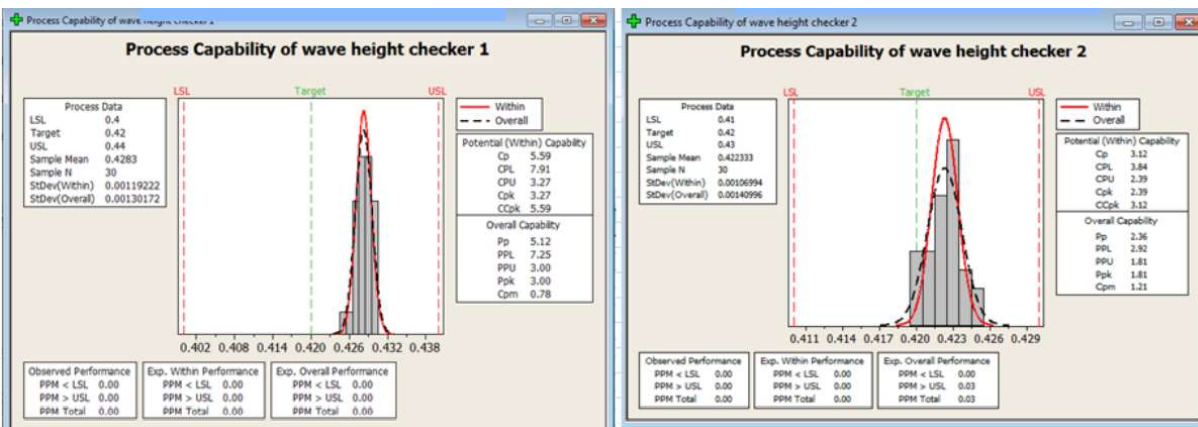 Process Capability of wave height checker 1
Process Capability of wave height checker 1
LSL
Target
USL
Process Data
LSL 0.4
Target 0.42
USL 0.44
Sample Mean 0.4283
Sample N 30
StDev(Within) 0.00119222
StDev(Overall) 0.00130172
Within
Overall
Potential (Within) Capability
Cp 5.59
CPL 7.91
CPU 3.27
Cpk 3.27
CCpk 5.59
Overall Capability
Pp 5.12
PPL 7.25
PPU 3.00
Ppk 3.00
Cpm 0.78
0.402 0.408 0.414 0.420 0.426 0.432 0.438
Observed Performance
PPM < LSL 0.00
PPM > USL 0.00
PPM Total 0.00
Exp. Within Performance
PPM < LSL 0.00
PPM > USL 0.00
PPM Total 0.00
Exp. Overall Performance
PPM < LSL 0.00
PPM > USL 0.00
PPM Total 0.00
Process Capability of wave height checker 2
Process Capability of wave height checker 2
LSL
Target
USL
Process Data
LSL 0.41
Target 0.42
USL 0.43
Sample Mean 0.422333
Sample N 30
StDev(Within) 0.00106994
StDev(Overall) 0.00140996
Within
Overall
Potential (Within) Capability
Cp 3.12
CPL 3.84
CPU 2.39
Cpk 2.39
CCpk 3.12
Overall Capability
Pp 2.36
PPL 2.92
PPU 1.81
Ppk 1.81
Cpm 1.21
0.411 0.414 0.417 0.420 0.423 0.426 0.429
Observed Performance
PPM < LSL 0.00
PPM > USL 0.00
PPM Total 0.00
Exp. Within Performance
PPM < LSL 0.00
PPM > USL 0.00
PPM Total 0.00
Exp. Overall Performance
PPM < LSL 0.00
PPM > USL 0.03
PPM Total 0.03